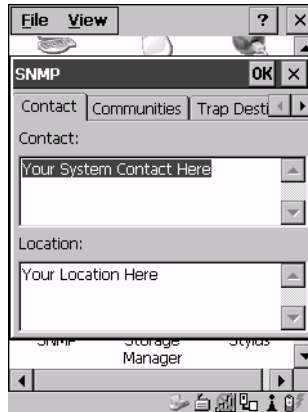 File View ? ×
SNMP OK ×
Contact Communities Trap Desti
Contact:
Your System Contact Here
Location:
Your Location Here
SNMP Storage Stylus
Manager